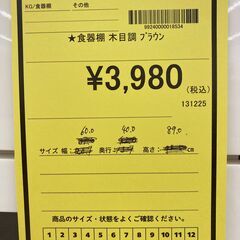 KG/食器棚 その他
99240000018534
★食器棚 木目調 ブラウン
¥3,980
(税込)
131225
60.0 40.0 89.0
サイズ 幅: 奥行: 高さ: cm
商品のサイズ・状態をよくご確認ください。
1 2 3 4 5 6 7 8 9 10 11 12